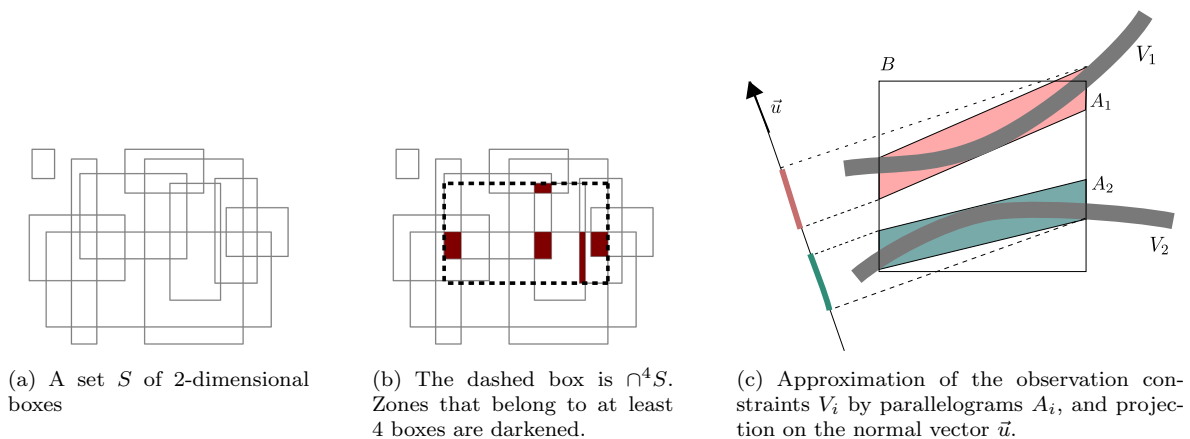 B
V₁
A₁
u⃗
A₂
V₂
(a) A set S of 2-dimensional
boxes
(b) The dashed box is ∩⁴S.
Zones that belong to at least
4 boxes are darkened.
(c) Approximation of the observation con-
straints Vᵢ by parallelograms Aᵢ, and projec-
tion on the normal vector u⃗.